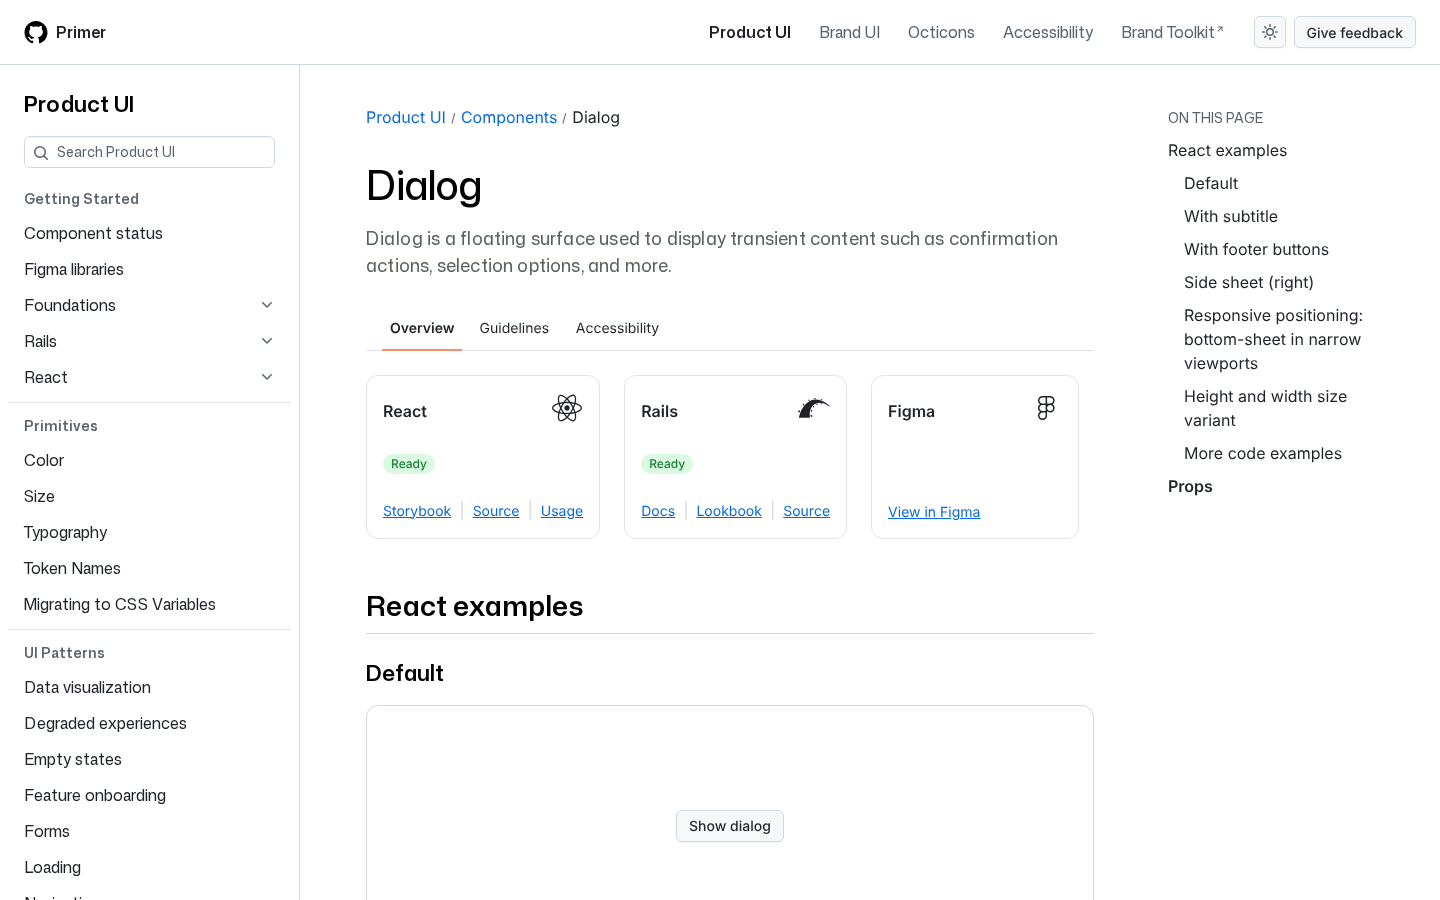 Primer
Product UI
Brand UI
Octicons
Accessibility
Brand Toolkit↗
Give feedback
Product UI
Search Product UI
Getting Started
Component status
Figma libraries
Foundations
Rails
React
Primitives
Color
Size
Typography
Token Names
Migrating to CSS Variables
UI Patterns
Data visualization
Degraded experiences
Empty states
Feature onboarding
Forms
Loading
Product UI / Components / Dialog
Dialog
Dialog is a floating surface used to display transient content such as confirmation
actions, selection options, and more.
Overview
Guidelines
Accessibility
React
Ready
Storybook
Source
Usage
Rails
Ready
Docs
Lookbook
Source
Figma
View in Figma
React examples
Default
Show dialog
ON THIS PAGE
React examples
Default
With subtitle
With footer buttons
Side sheet (right)
Responsive positioning:
bottom-sheet in narrow
viewports
Height and width size
variant
More code examples
Props